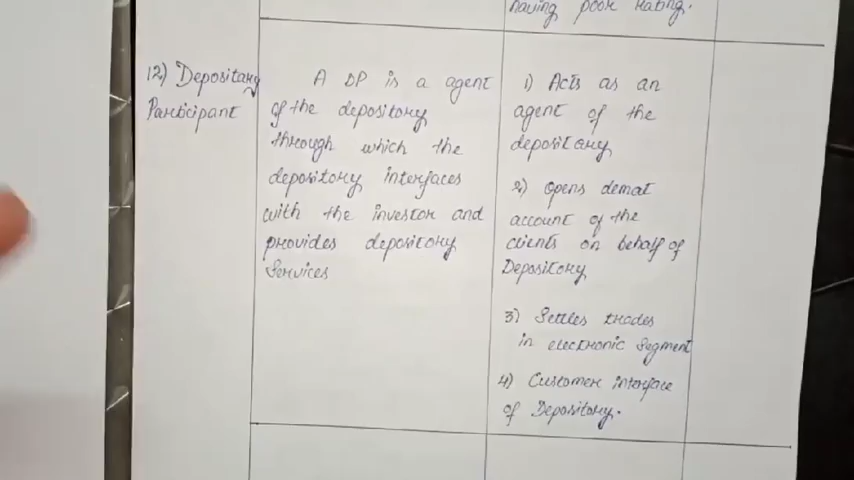 having poor rating.
12) Depositary
Participant
A DP is a agent
of the depository
through which the
depository interfaces
with the investor and
provides depository
Services
1) Acts as an
agent of the
depositary
2) Opens demat
account of the
clients on behalf of
Depository
3) Settles trades
in electronic Segment
4) Customer interface
of Depository.